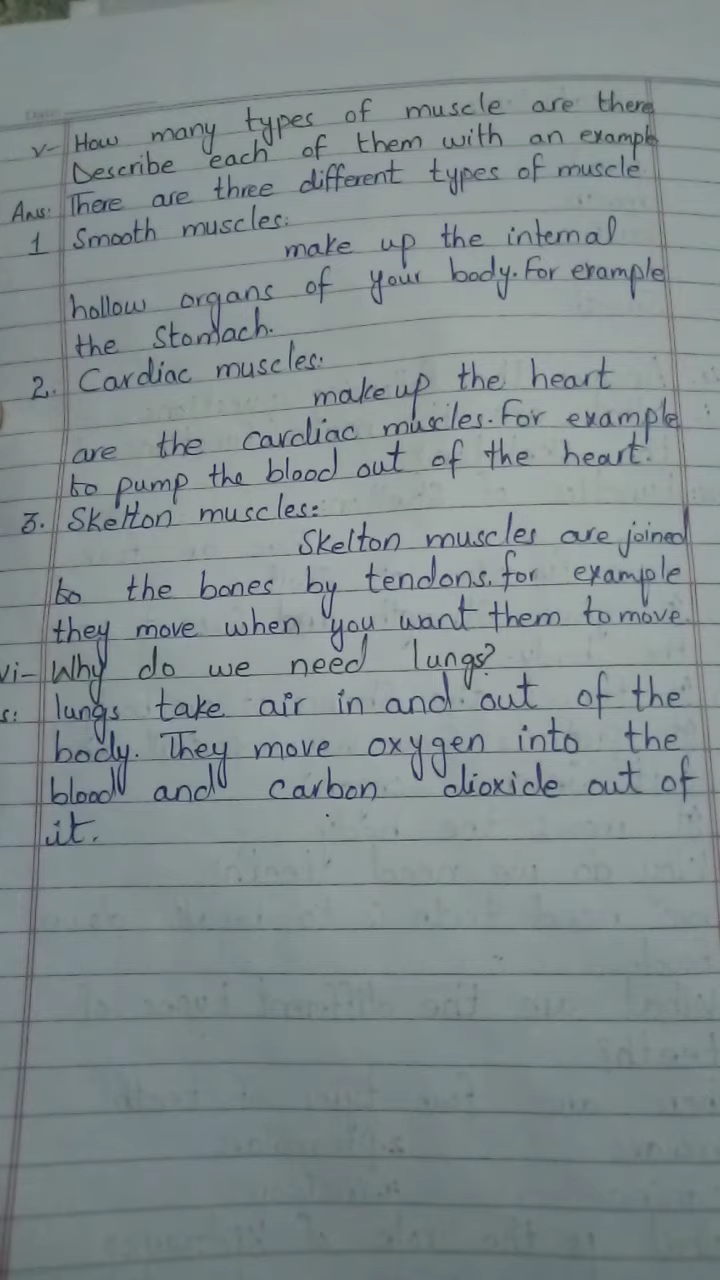 v- How many types of muscle are there
Describe each of them with an example
Ans: There are three different types of muscle
1 Smooth muscles:
make up the internal
hollow organs of your body. For example
the Stomach.
2. Cardiac muscles:
make up the heart
are the cardiac muscles. For example
to pump the blood out of the heart.
3. Skelton muscles:
Skelton muscles are joined
to the bones by tendons. for example
they move when you want them to move
vi- Why do we need lungs?
s: lungs take air in and out of the
body. They move oxygen into the
blood and carbon dioxide out of
it.